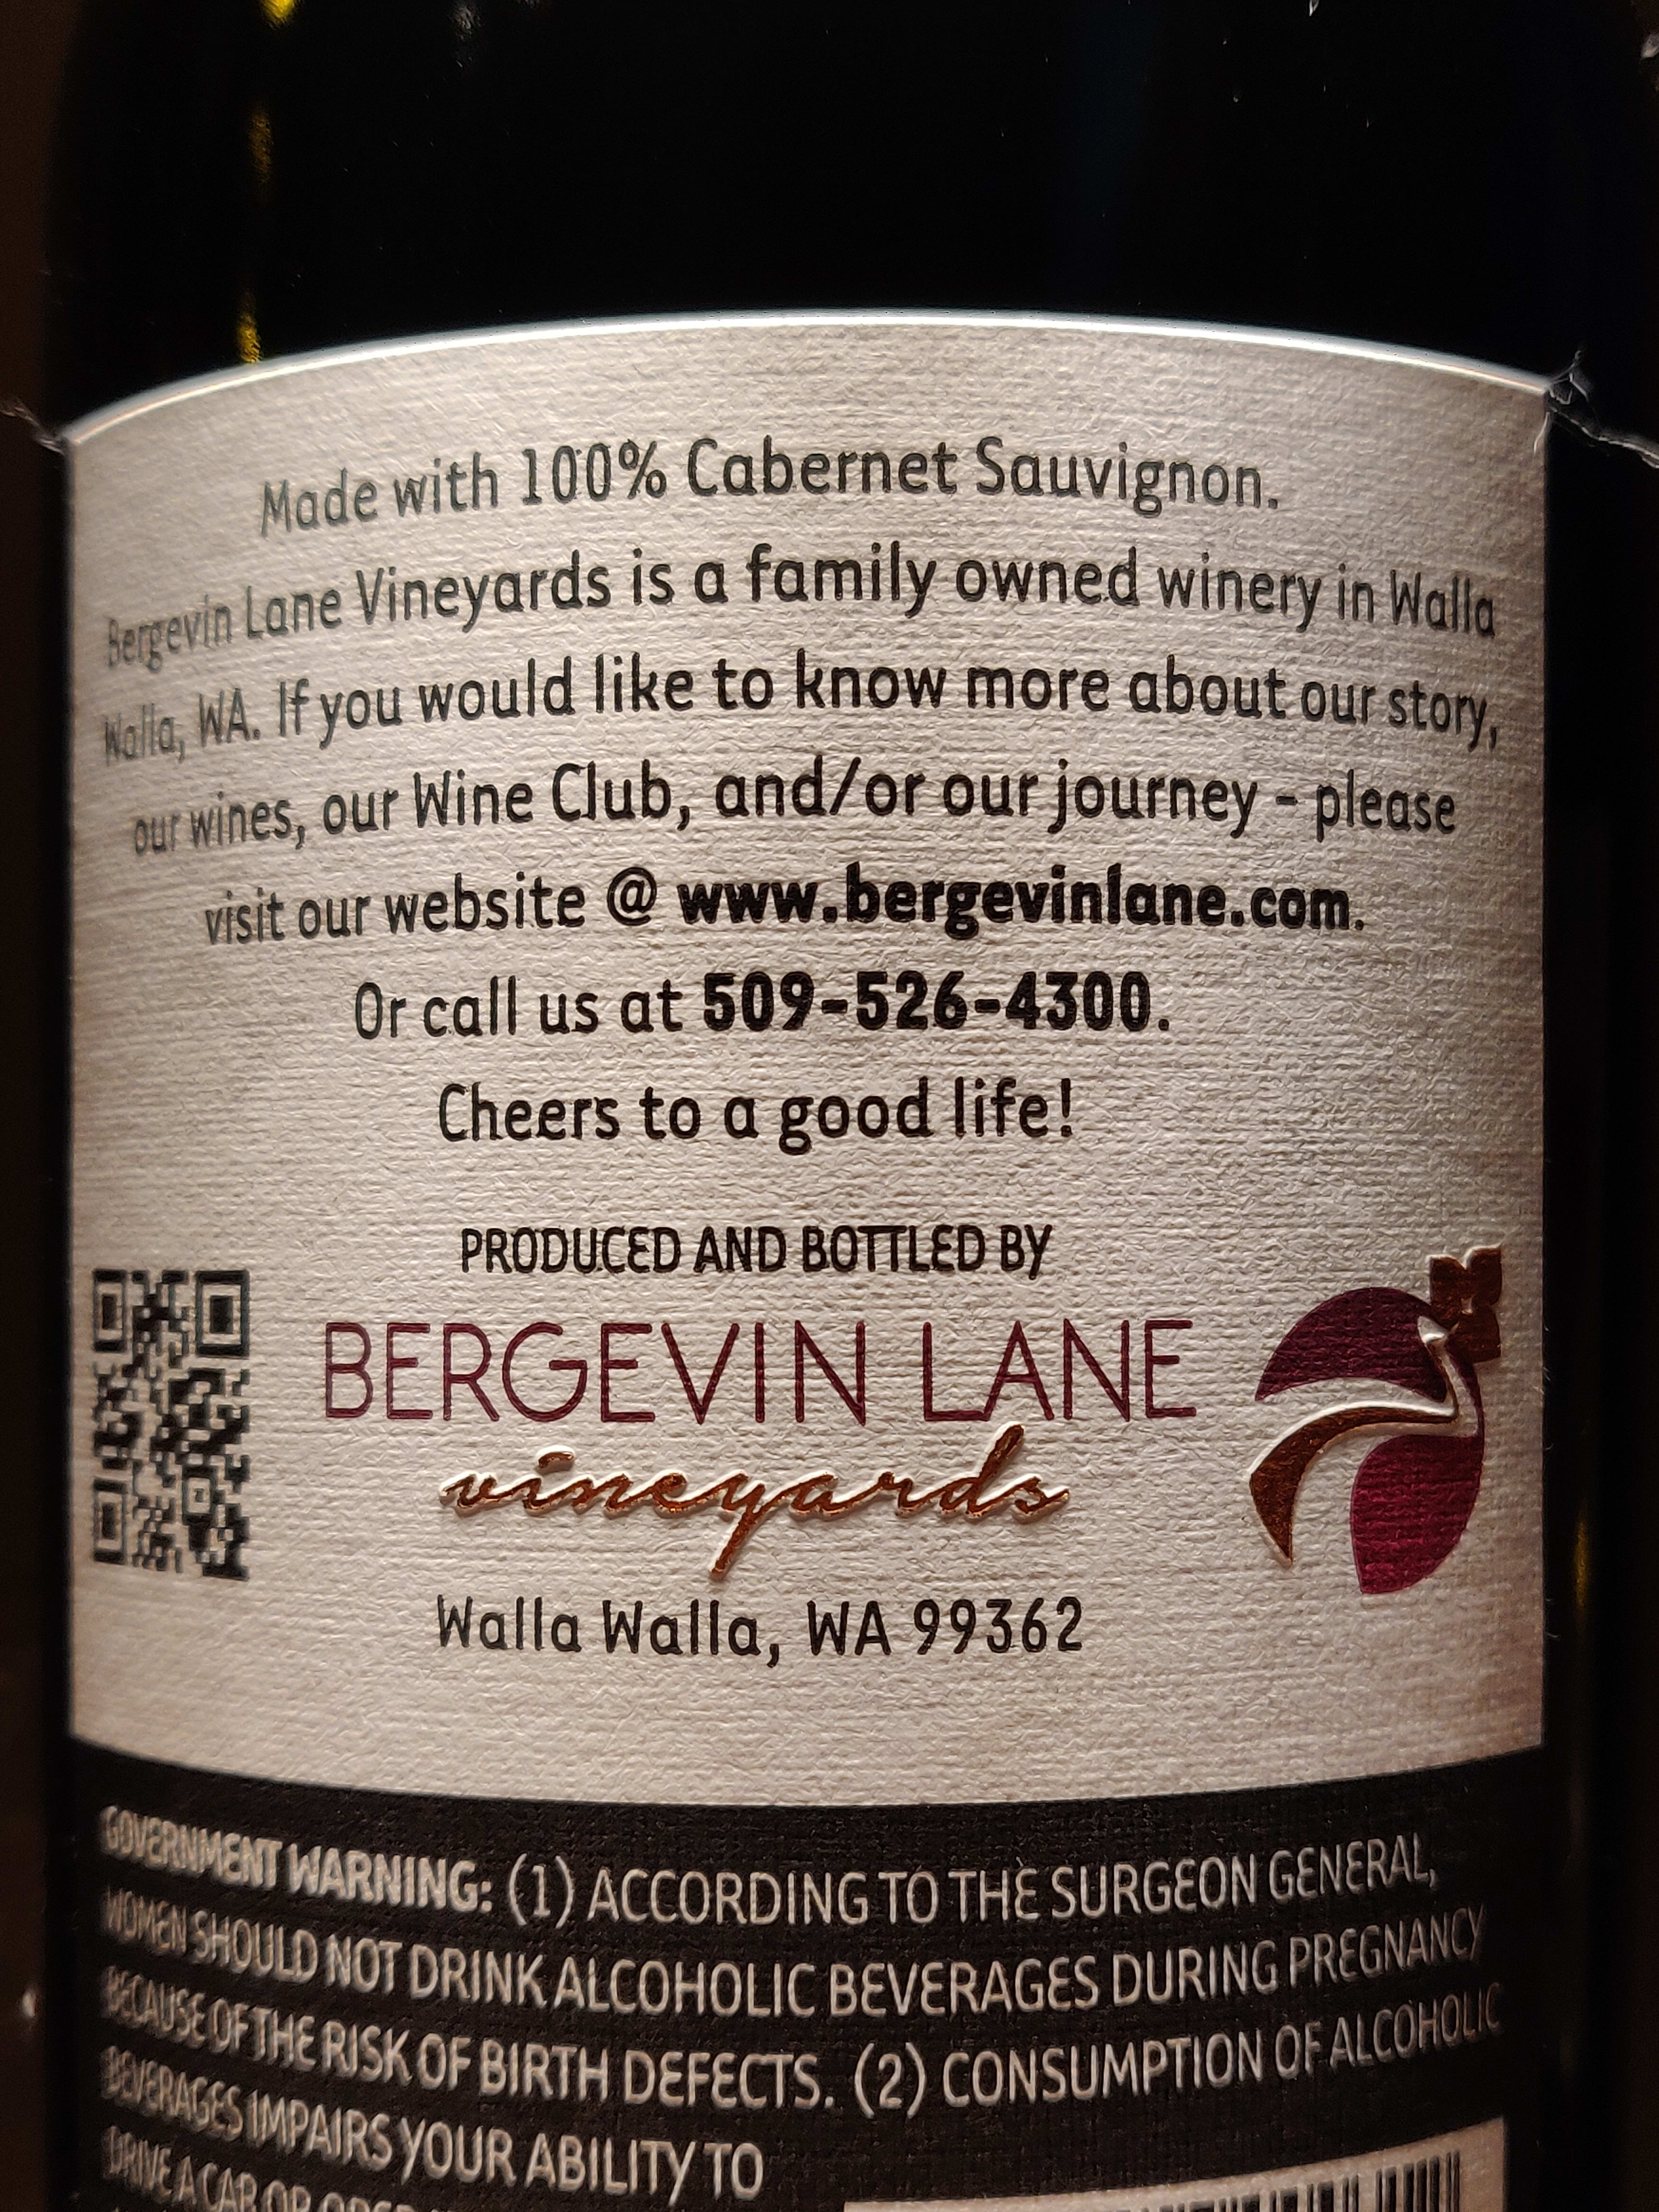 Made with 100% Cabernet Sauvignon.
Bergevin Lane Vineyards is a family owned winery in Walla
Walla, WA. If you would like to know more about our story,
our wines, our Wine Club, and/or our journey - please
visit our website @ www.bergevinlane.com.
Or call us at 509-526-4300.
Cheers to a good life!
PRODUCED AND BOTTLED BY
BERGEVIN LANE
vineyards
Walla Walla, WA 99362
GOVERNMENT WARNING: (1) ACCORDING TO THE SURGEON GENERAL,
WOMEN SHOULD NOT DRINK ALCOHOLIC BEVERAGES DURING PREGNANCY
BECAUSE OF THE RISK OF BIRTH DEFECTS. (2) CONSUMPTION OF ALCOHOLIC
BEVERAGES IMPAIRS YOUR ABILITY TO
DRIVE A CAR OR